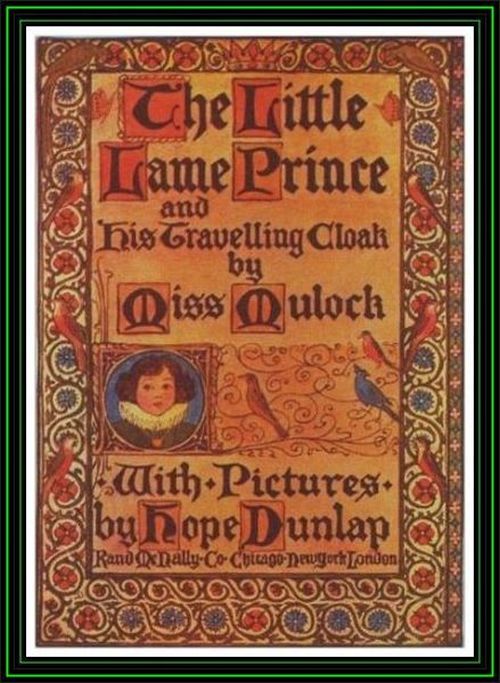 The Little
Lame Prince
and
His Travelling Cloak
by
Miss Mulock
With · Pictures ·
by Hope Dunlap
Rand McNally · Co · Chicago · New York London